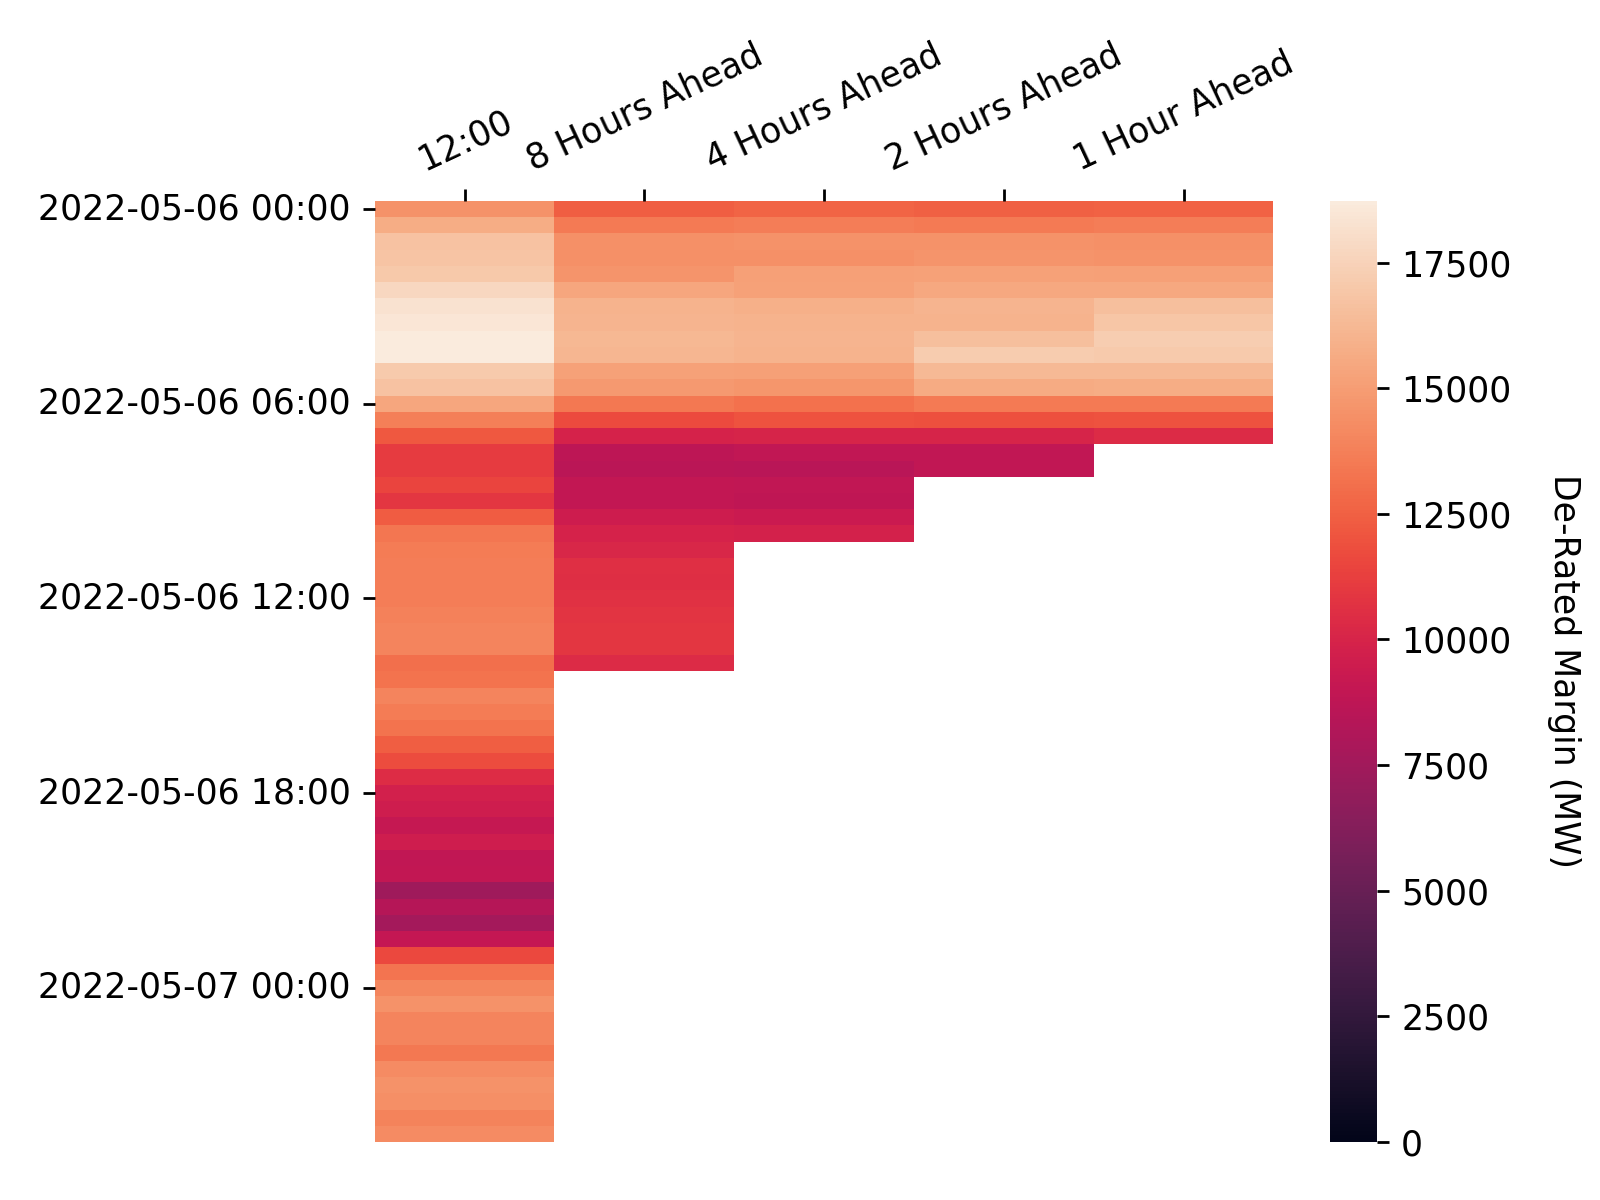 12:00
8 Hours Ahead
4 Hours Ahead
2 Hours Ahead
1 Hour Ahead
2022-05-06 00:00
2022-05-06 06:00
2022-05-06 12:00
2022-05-06 18:00
2022-05-07 00:00
17500
15000
12500
10000
7500
5000
2500
0
De-Rated Margin (MW)